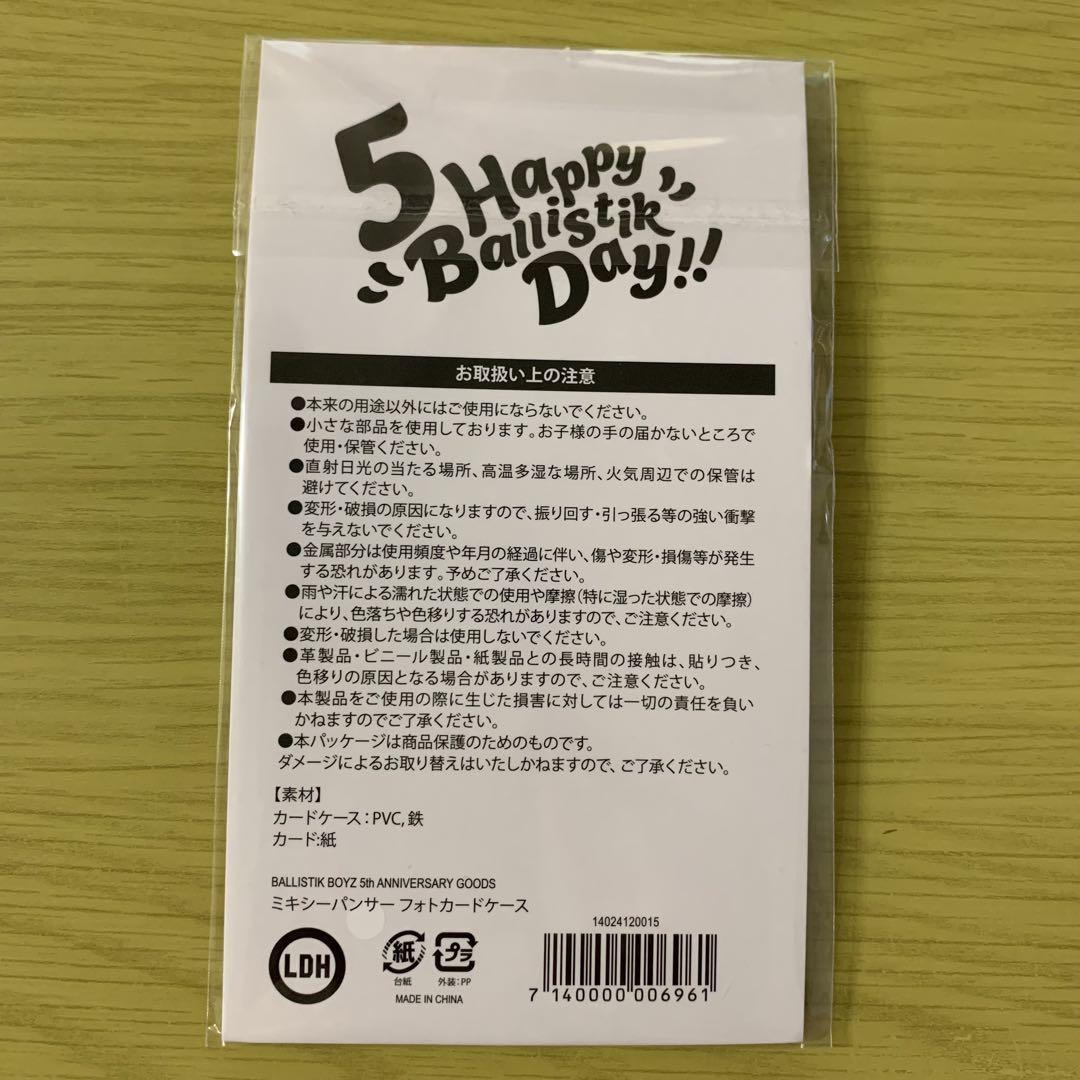 5 Happy
Ballistik
Day!!
お取扱い上の注意
●本来の用途以外にはご使用にならないでください。
●小さな部品を使用しております。お子様の手の届かないところで
使用・保管ください。
●直射日光の当たる場所、高温多湿な場所、火気周辺での保管は
避けてください。
●変形・破損の原因になりますので、振り回す・引っ張る等の強い衝撃
を与えないでください。
●金属部分は使用頻度や年月の経過に伴い、傷や変形・損傷等が発生
する恐れがあります。予めご了承ください。
●雨や汗による濡れた状態での使用や摩擦(特に湿った状態での摩擦)
により、色落ちや色移りする恐れがありますので、ご注意ください。
●変形・破損した場合は使用しないでください。
●革製品・ビニール製品・紙製品との長時間の接触は、貼りつき、
色移りの原因となる場合がありますので、ご注意ください。
●本製品をご使用の際に生じた損害に対しては一切の責任を負い
かねますのでご了承ください。
●本パッケージは商品保護のためのものです。
ダメージによるお取り替えはいたしかねますので、ご了承ください。
【素材】
カードケース：PVC, 鉄
カード:紙
BALLISTIK BOYZ 5th ANNIVERSARY GOODS
ミキシーパンサー フォトカードケース
14024120015
LDH
紙
プラ
台紙
外装:PP
MADE IN CHINA
7 140000 006961